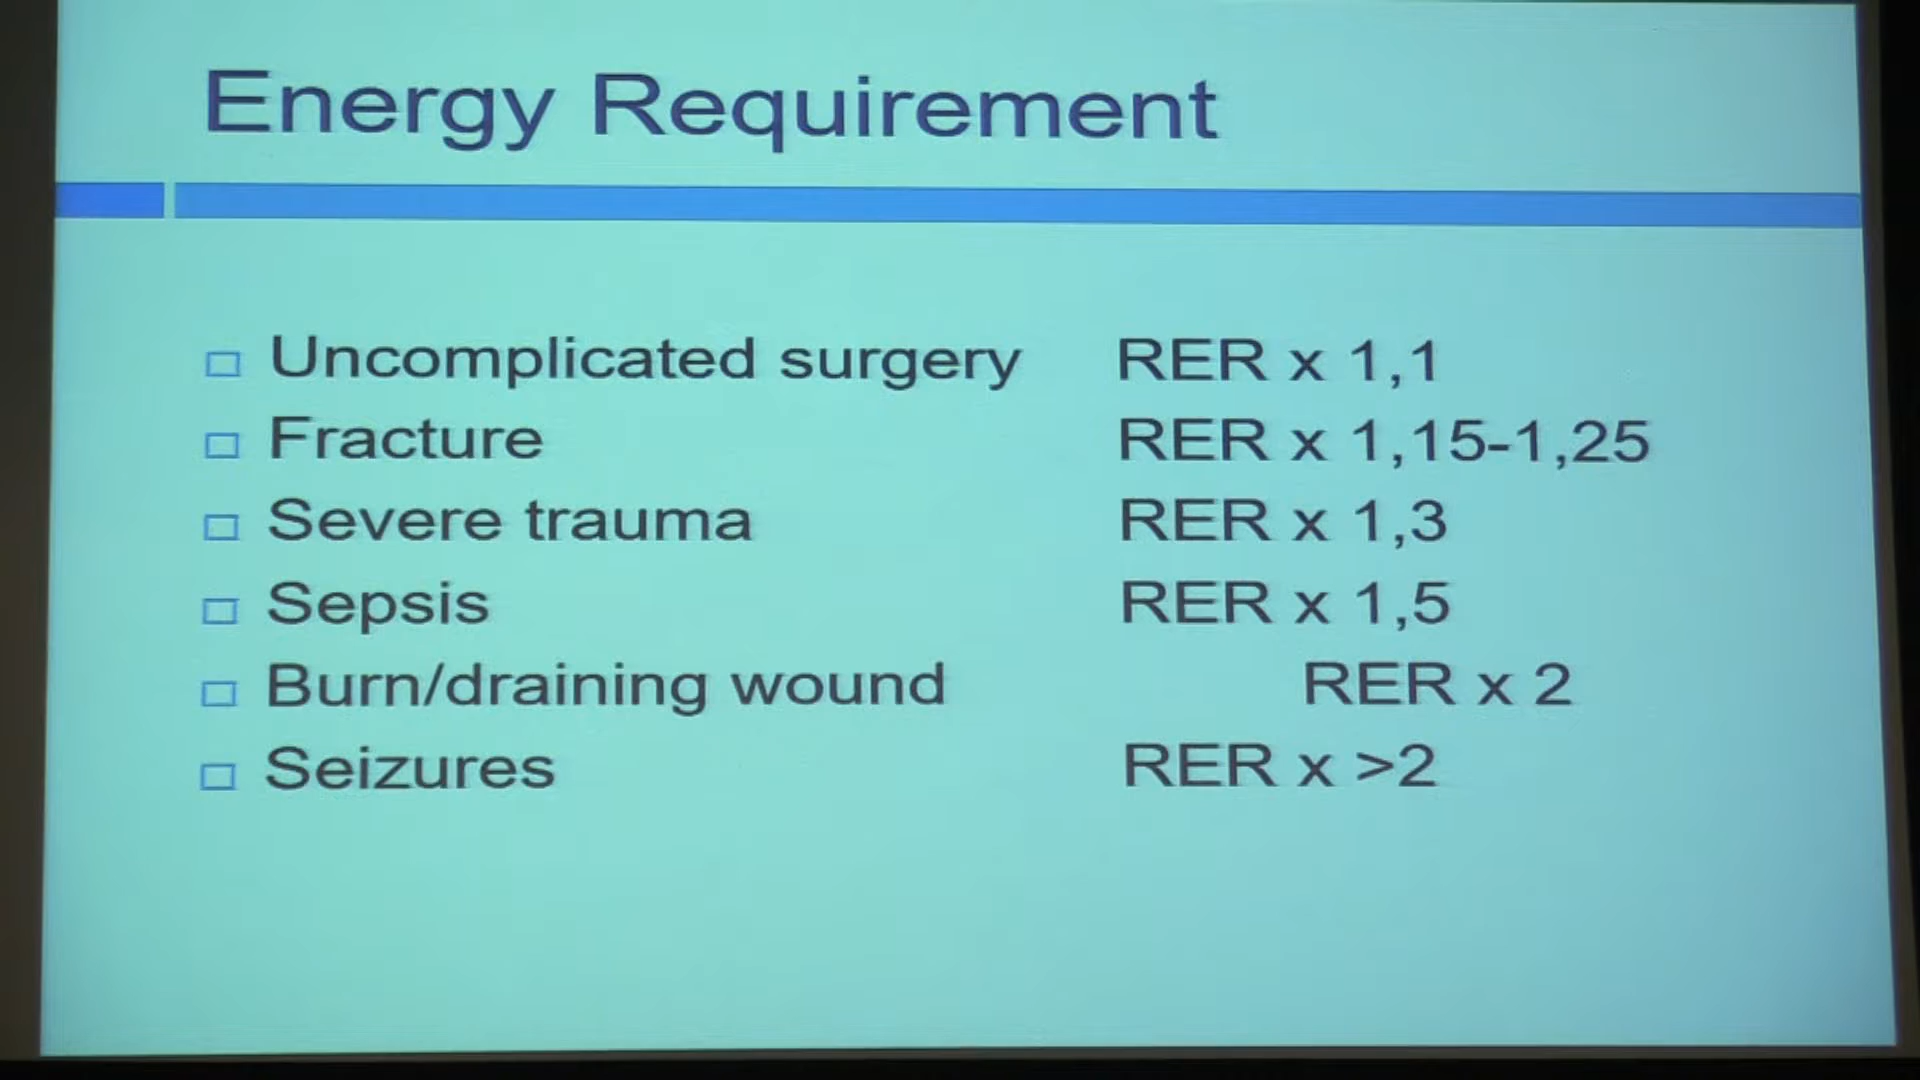 Energy Requirement
Uncomplicated surgery RER x 1,1
Fracture RER x 1,15-1,25
Severe trauma RER x 1,3
Sepsis RER x 1,5
Burn/draining wound RER x 2
Seizures RER x >2